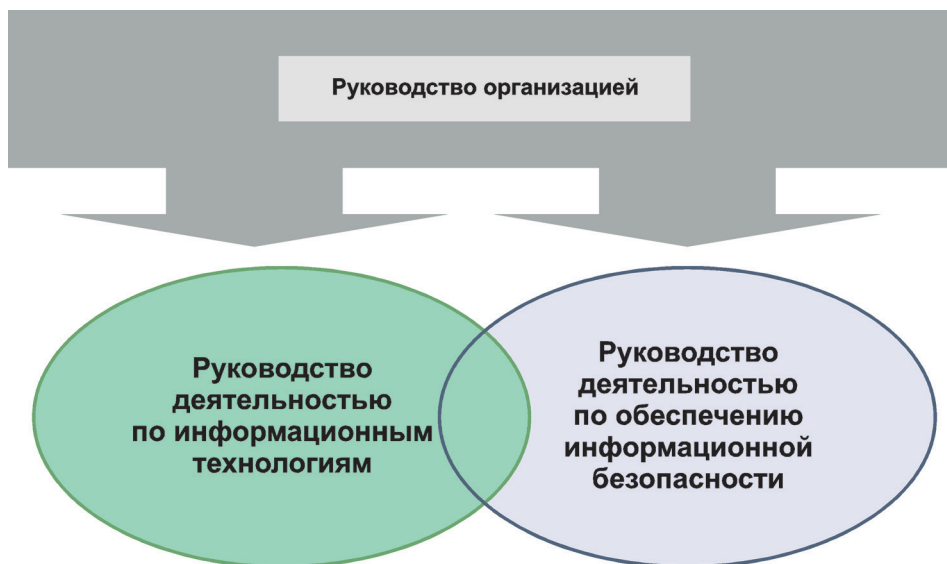 Руководство организацией
Руководство
деятельностью
по информационным
технологиям
Руководство
деятельностью
по обеспечению
информационной
безопасности